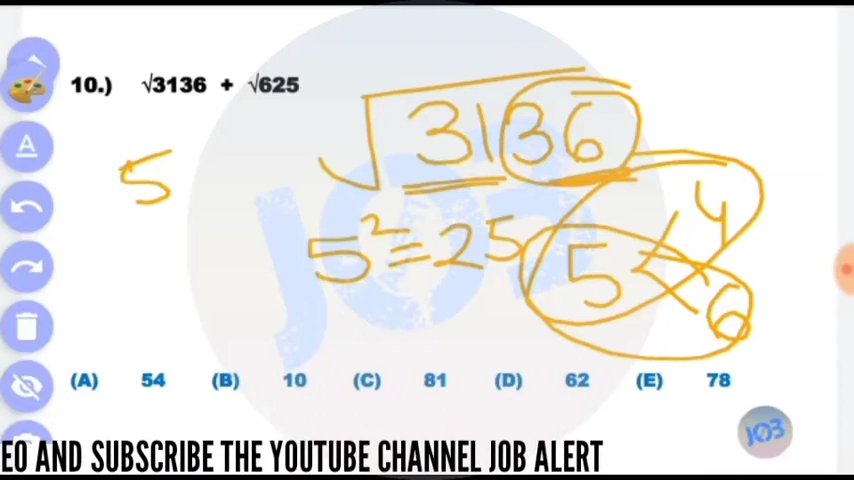 10.) √3136 + √625
√3136
5
5²=25
5
4
6
(A) 54 (B) 10 (C) 81 (D) 62 (E) 78
JOB
JO3
EO AND SUBSCRIBE THE YOUTUBE CHANNEL JOB ALERT